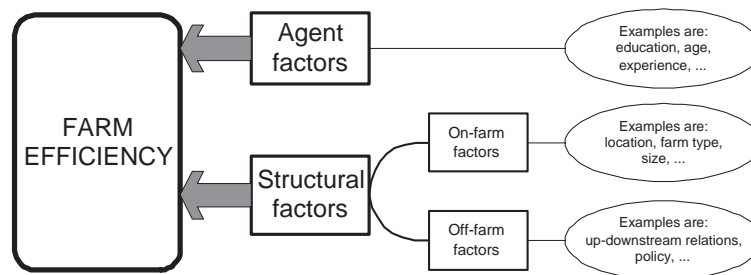 FARM
EFFICIENCY
Agent
factors
Examples are:
education, age,
experience, ...
Structural
factors
On-farm
factors
Examples are:
location, farm type,
size, ...
Off-farm
factors
Examples are:
up-downstream relations,
policy, ...